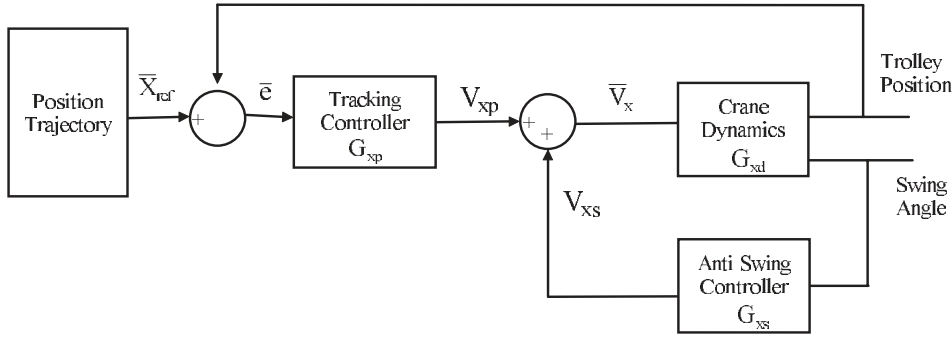 Position
Trajectory
X̅ref
+
e̅
Tracking
Controller
Gxp
Vxp
+
+
V̅x
Crane
Dynamics
Gxd
Trolley
Position
Swing
Angle
Vxs
Anti Swing
Controller
Gxs